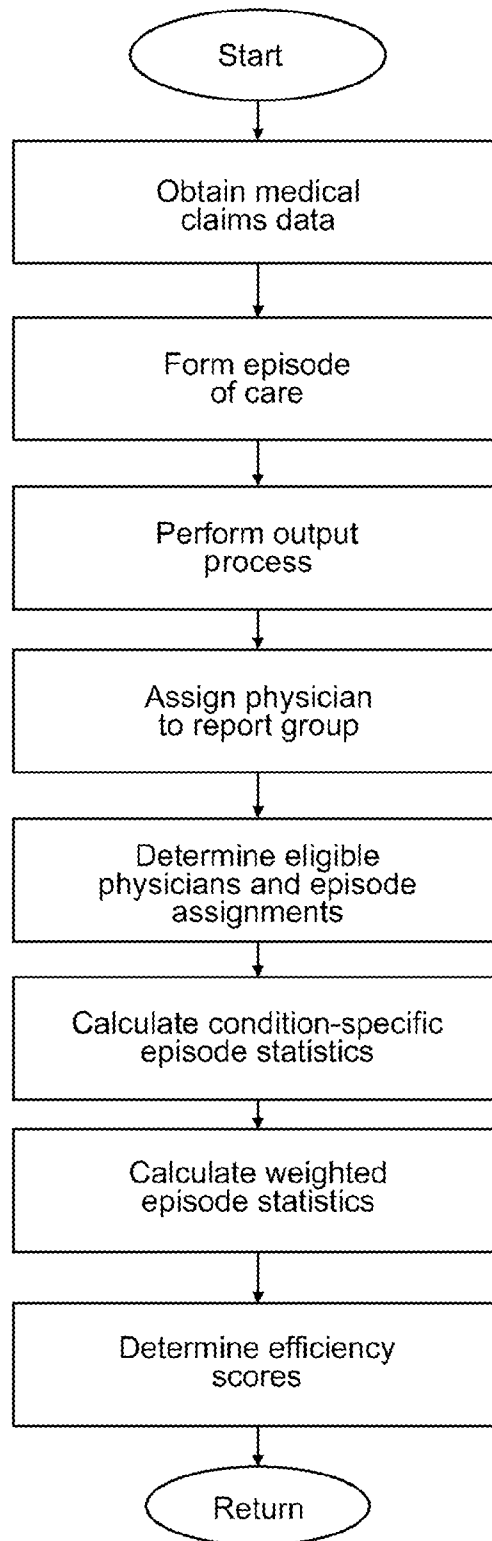 Start
Obtain medical
claims data
Form episode
of care
Perform output
process
Assign physician
to report group
Determine eligible
physicians and episode
assignments
Calculate condition-specific
episode statistics
Calculate weighted
episode statistics
Determine efficiency
scores
Return